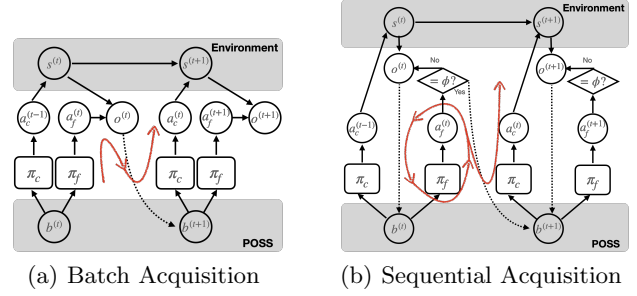 Environment
s^(t)
s^(t+1)
a_c^(t-1)
a_f^(t)
o^(t)
a_c^(t)
a_f^(t+1)
o^(t+1)
π_c
π_f
π_c
π_f
b^(t)
b^(t+1)
POSS
(a) Batch Acquisition
Environment
s^(t)
s^(t+1)
No
No
o^(t)
= ϕ?
o^(t+1)
= ϕ?
Yes
a_c^(t-1)
a_f^(t)
a_c^(t)
a_f^(t+1)
π_c
π_f
π_c
π_f
b^(t)
b^(t+1)
POSS
(b) Sequential Acquisition